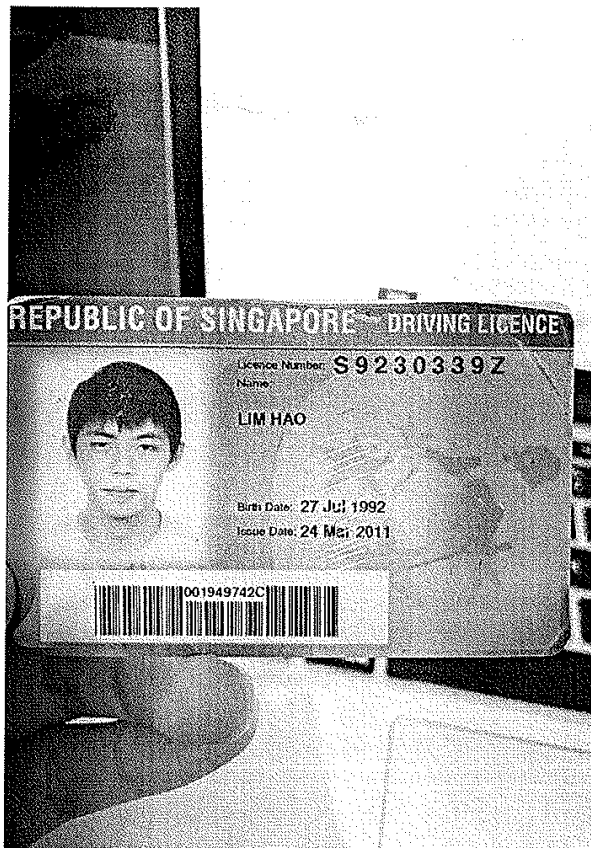 REPUBLIC OF SINGAPORE DRIVING LICENCE
Licence Number: S9230339Z
Name:
LIM HAO
Birth Date: 27 Jul 1992
Issue Date: 24 Mar 2011
001949742C